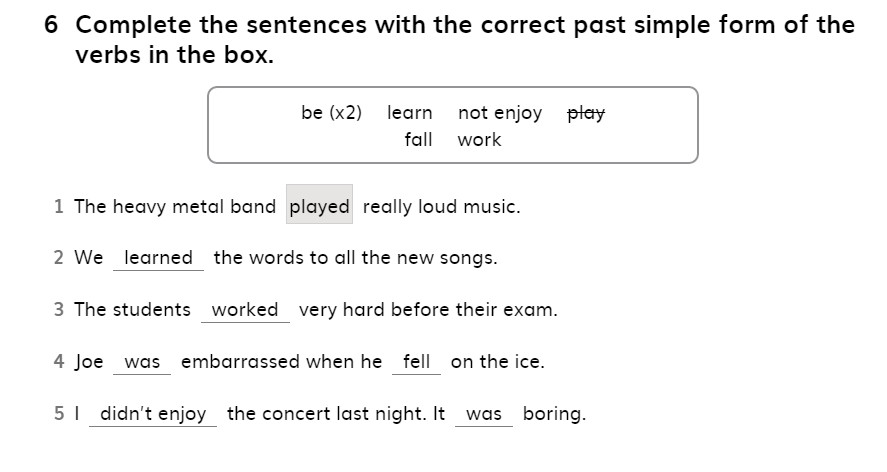 6 Complete the sentences with the correct past simple form of the
verbs in the box.
be (x2) learn not enjoy play
fall work
1 The heavy metal band played really loud music.
2 We learned the words to all the new songs.
3 The students worked very hard before their exam.
4 Joe was embarrassed when he fell on the ice.
5 I didn't enjoy the concert last night. It was boring.